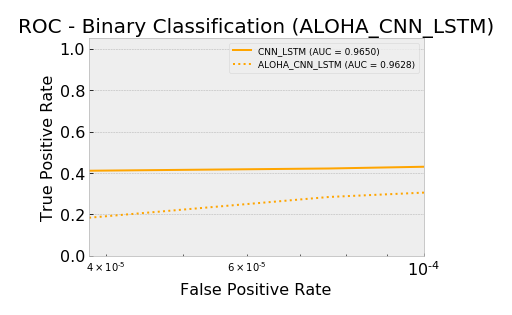 ROC - Binary Classification (ALOHA_CNN_LSTM)
CNN_LSTM (AUC = 0.9650)
ALOHA_CNN_LSTM (AUC = 0.9628)
True Positive Rate
1.0
0.8
0.6
0.4
0.2
0.0
4 × 10⁻⁵
6 × 10⁻⁵
10⁻⁴
False Positive Rate